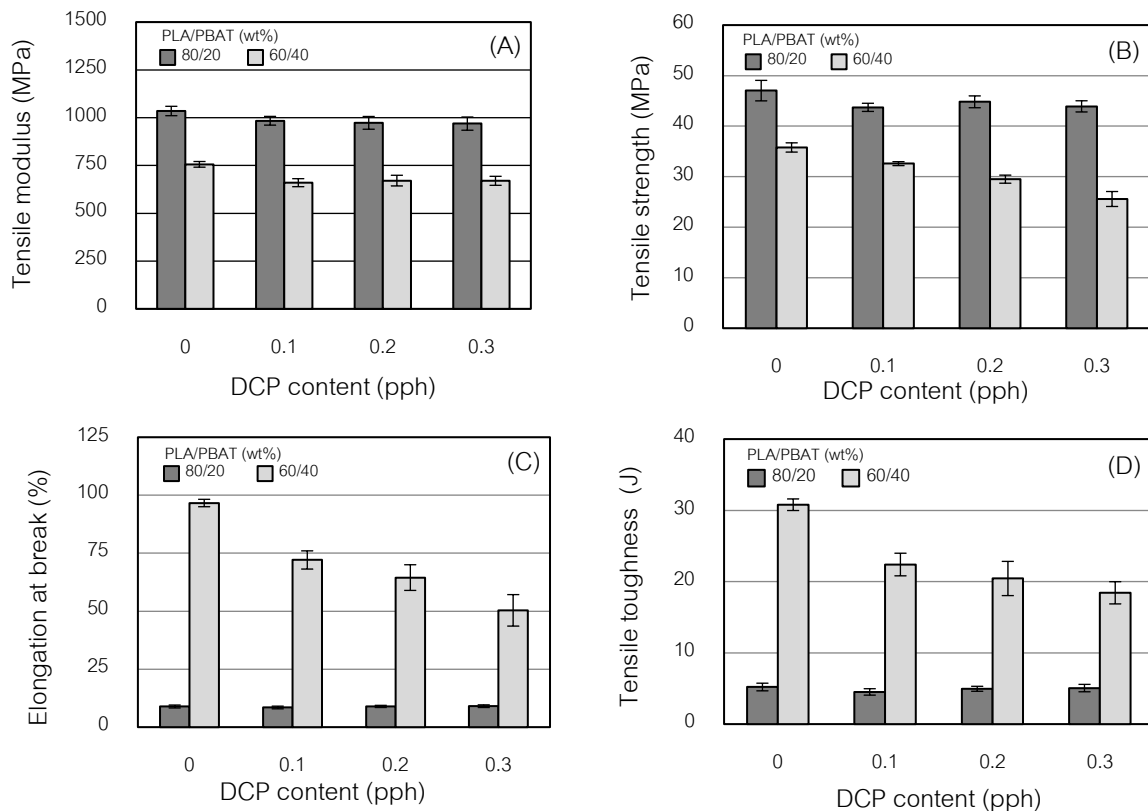 1500
1250
1000
750
500
250
0
Tensile modulus (MPa)
PLA/PBAT (wt%)
80/20 60/40
(A)
0 0.1 0.2 0.3
DCP content (pph)
60
50
40
30
20
10
0
Tensile strength (MPa)
PLA/PBAT (wt%)
80/20 60/40
(B)
0 0.1 0.2 0.3
DCP content (pph)
125
100
75
50
25
0
Elongation at break (%)
PLA/PBAT (wt%)
80/20 60/40
(C)
0 0.1 0.2 0.3
DCP content (pph)
40
30
20
10
0
Tensile toughness (J)
PLA/PBAT (wt%)
80/20 60/40
(D)
0 0.1 0.2 0.3
DCP content (pph)